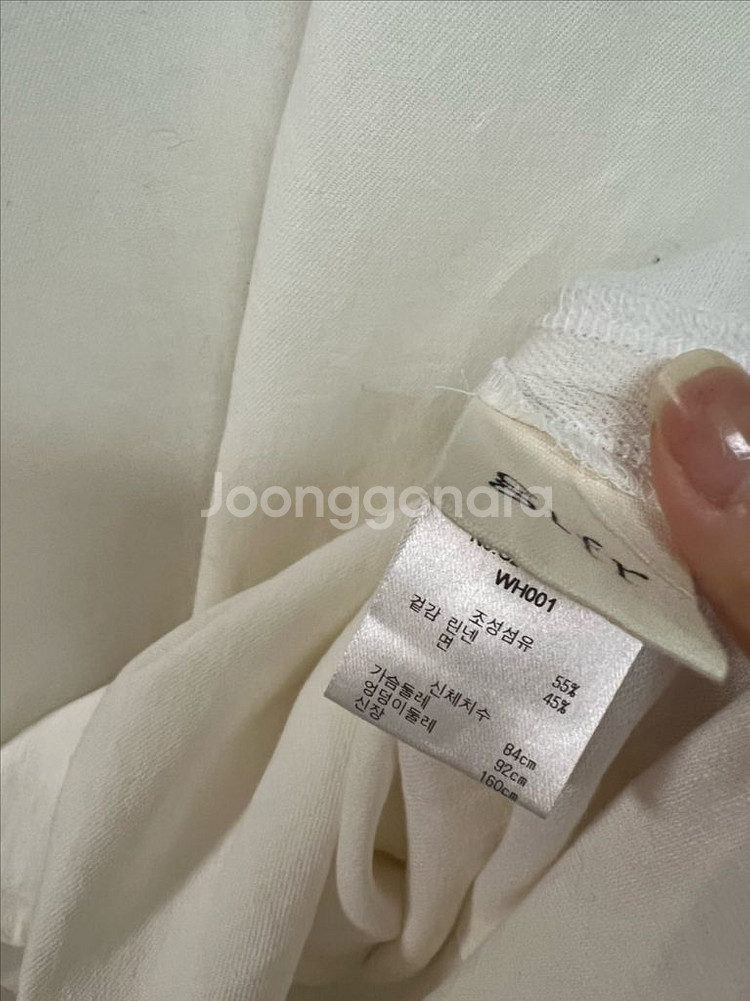 Joonggonara
WH001
조성섬유
겉감 린넨 55%
면 45%
신체치수
가슴둘레 84cm
엉덩이둘레 92cm
신장 160cm